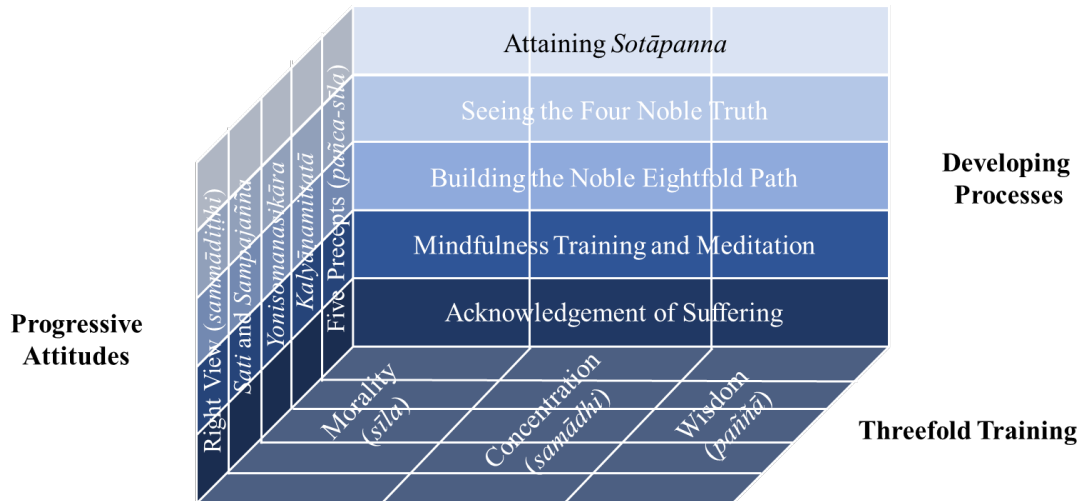 Attaining Sotāpanna
Seeing the Four Noble Truth
Building the Noble Eightfold Path
Mindfulness Training and Meditation
Acknowledgement of Suffering
Developing
Processes
Right View (sammādiṭṭhi)
Sati and Sampajañña
Yonisomanasikāra
Kalyāṇamittatā
Five Precepts (pañca-sīla)
Progressive
Attitudes
Morality
(sīla)
Concentration
(samādhi)
Wisdom
(paññā)
Threefold Training